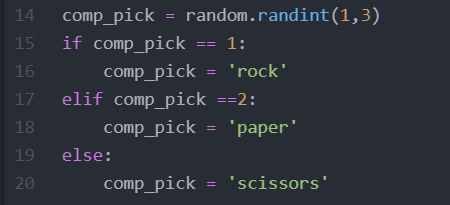 14 comp_pick = random.randint(1,3)
15 if comp_pick == 1:
16     comp_pick = 'rock'
17 elif comp_pick ==2:
18     comp_pick = 'paper'
19 else:
20     comp_pick = 'scissors'